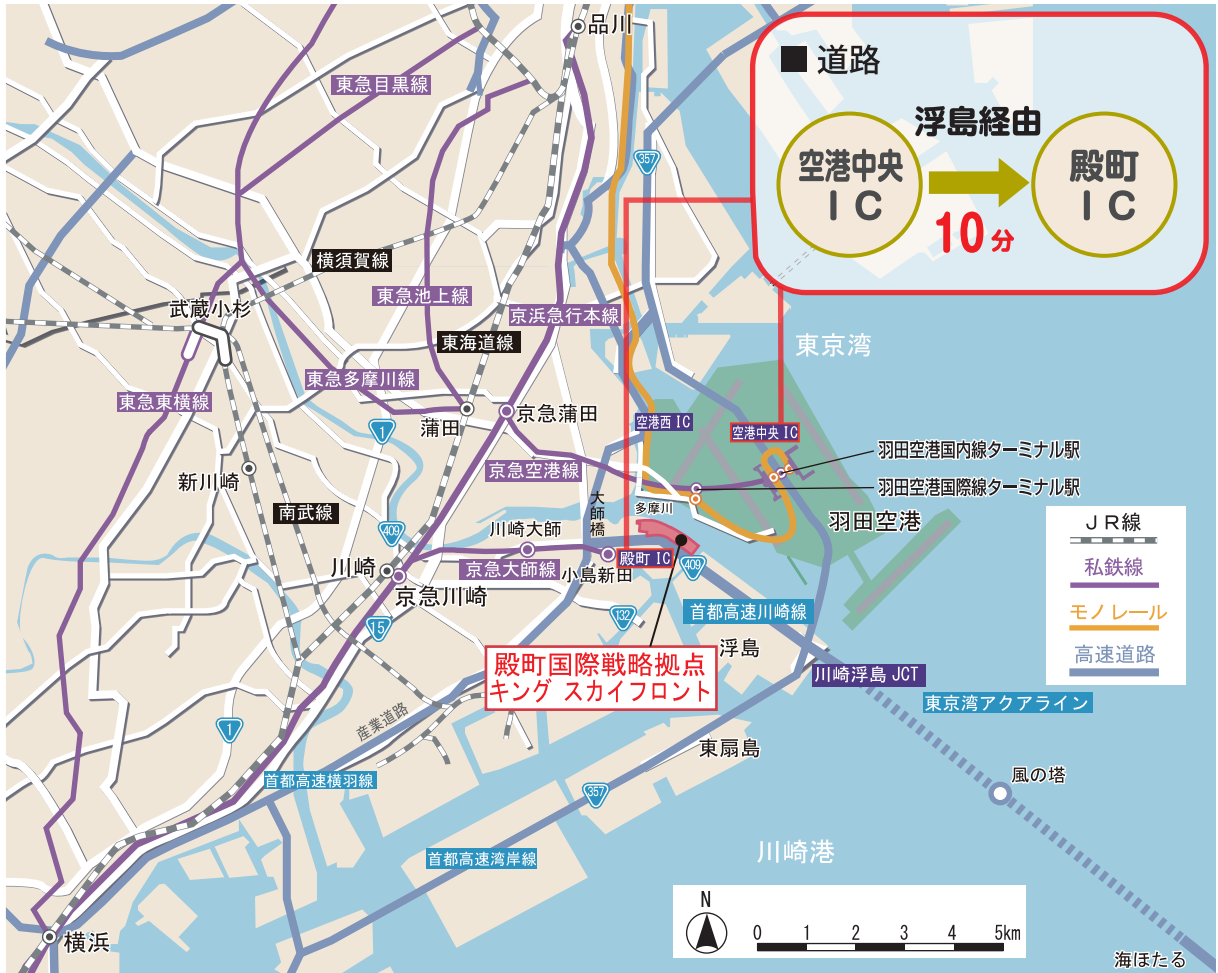 品川
■ 道路
浮島経由
空港中央
IC
殿町
IC
10分
東急目黒線
357
横須賀線
東急池上線
武蔵小杉
京浜急行本線
東海道線
東京湾
東急多摩川線
東急東横線
1
蒲田
京急蒲田
空港西 IC
空港中央 IC
羽田空港国内線ターミナル駅
新川崎
京急空港線
羽田空港国際線ターミナル駅
南武線
大師橋
多摩川
羽田空港
409
川崎大師
JR線
川崎
京急大師線
小島新田
殿町 IC
409
私鉄線
京急川崎
首都高速川崎線
モノレール
15
132
浮島
高速道路
殿町国際戦略拠点
キング スカイフロント
川崎浮島 JCT
東京湾アクアライン
1
産業道路
東扇島
首都高速横羽線
風の塔
357
首都高速湾岸線
川崎港
N
0 1 2 3 4 5km
横浜
海ほたる